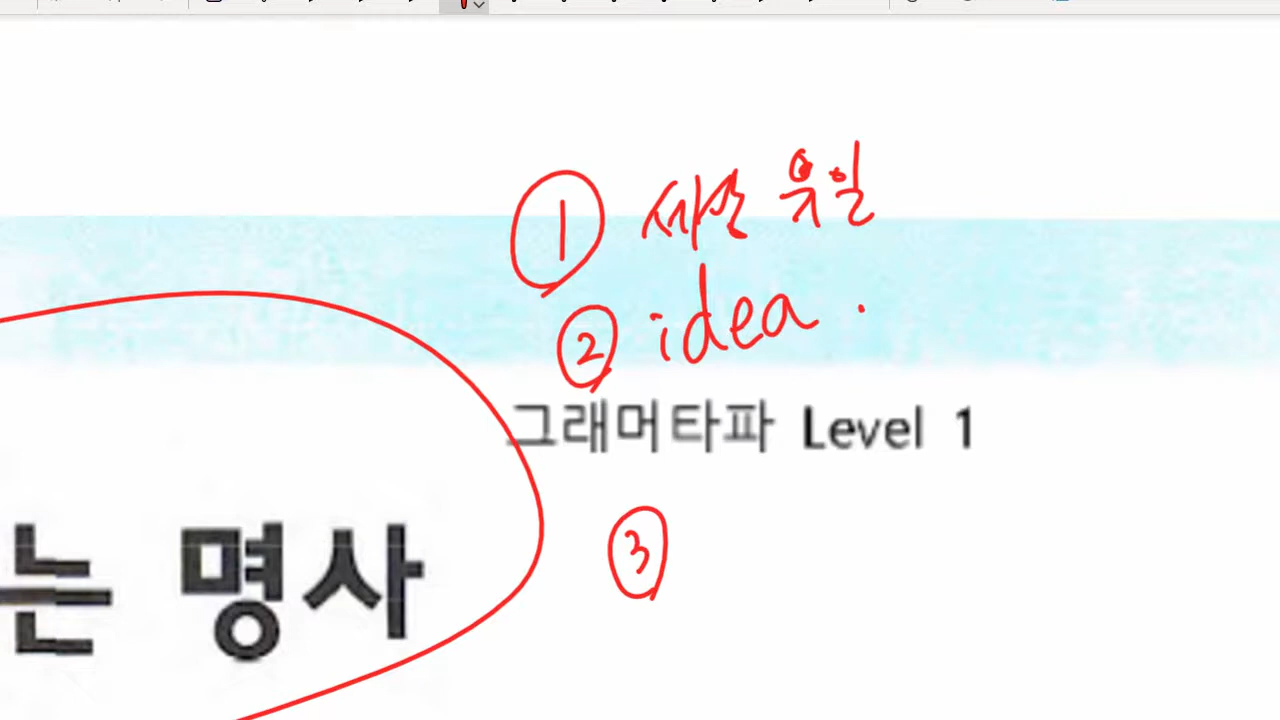 ① 세상 유일
② idea .
그래머타파 Level 1
③
는 명사